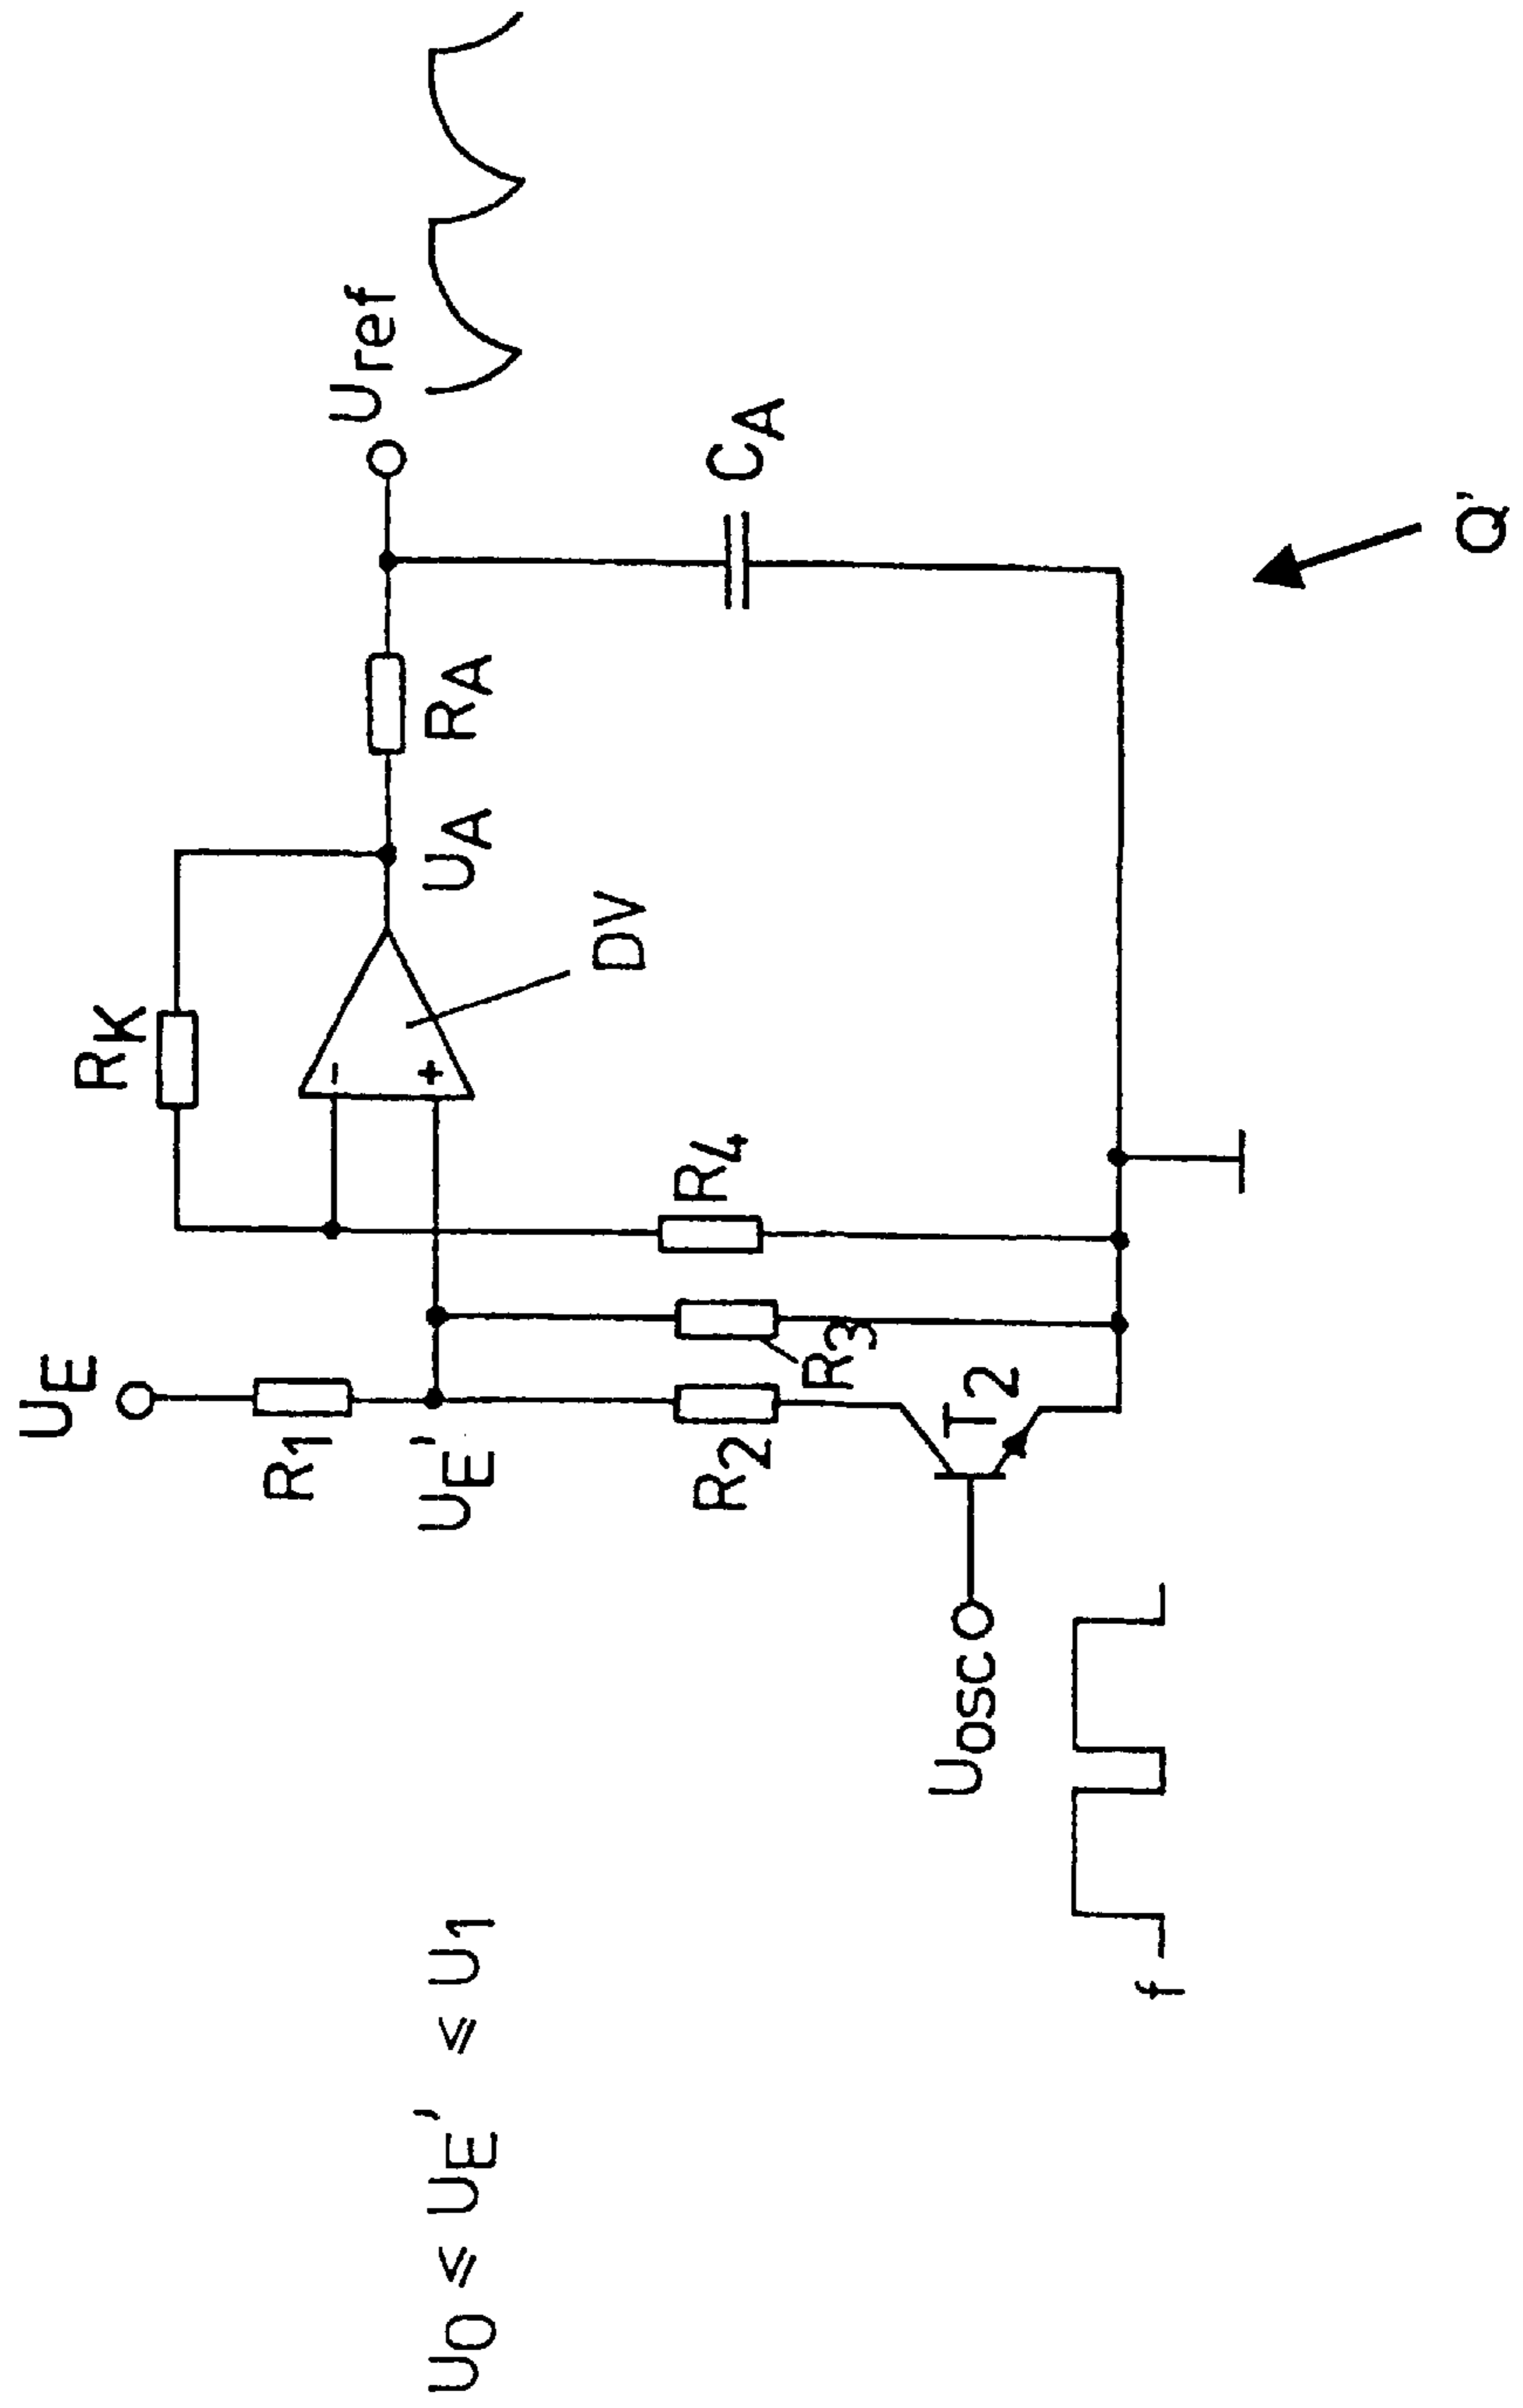 UE
R1
UE'
RK
-
+
DV
UA
RA
Uref
U0 ≤ UE' ≤ U1
R2
R3
R4
CA
T2
UOSC
f
Q'